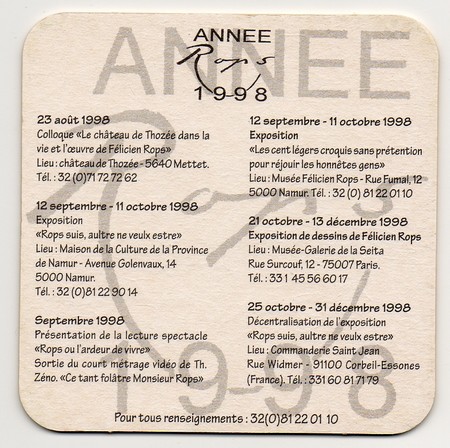 ANNEE
Rops
1998
23 août 1998
Colloque «Le château de Thozée dans la
vie et l'œuvre de Félicien Rops»
Lieu : château de Thozée - 5640 Mettet.
Tél. : 32 (0)71 72 72 62
12 septembre - 11 octobre 1998
Exposition
«Rops suis, aultre ne veulx estre»
Lieu : Maison de la Culture de la Province
de Namur - Avenue Golenvaux, 14
5000 Namur.
Tél. : 32 (0)81 22 90 14
Septembre 1998
Présentation de la lecture spectacle
«Rops ou l'ardeur de vivre»
Sortie du court métrage vidéo de Th.
Zéno. «Ce tant folâtre Monsieur Rops»
12 septembre - 11 octobre 1998
Exposition
«Les cent légers croquis sans prétention
pour réjouir les honnêtes gens»
Lieu : Musée Félicien Rops - Rue Fumal, 12
5000 Namur. Tél. : 32 (0) 81 22 01 10
21 octobre - 13 décembre 1998
Exposition de dessins de Félicien Rops
Lieu : Musée-Galerie de la Seita
Rue Surcouf, 12 - 75007 Paris.
Tél. : 33 1 45 56 60 17
25 octobre - 31 décembre 1998
Décentralisation de l'exposition
«Rops suis, aultre ne veulx estre»
Lieu : Commanderie Saint Jean
Rue Widmer - 91100 Corbeil-Essones
(France). Tél. : 331 60 81 71 79
Pour tous renseignements : 32(0)81 22 01 10
ANNEE
Rops
1998